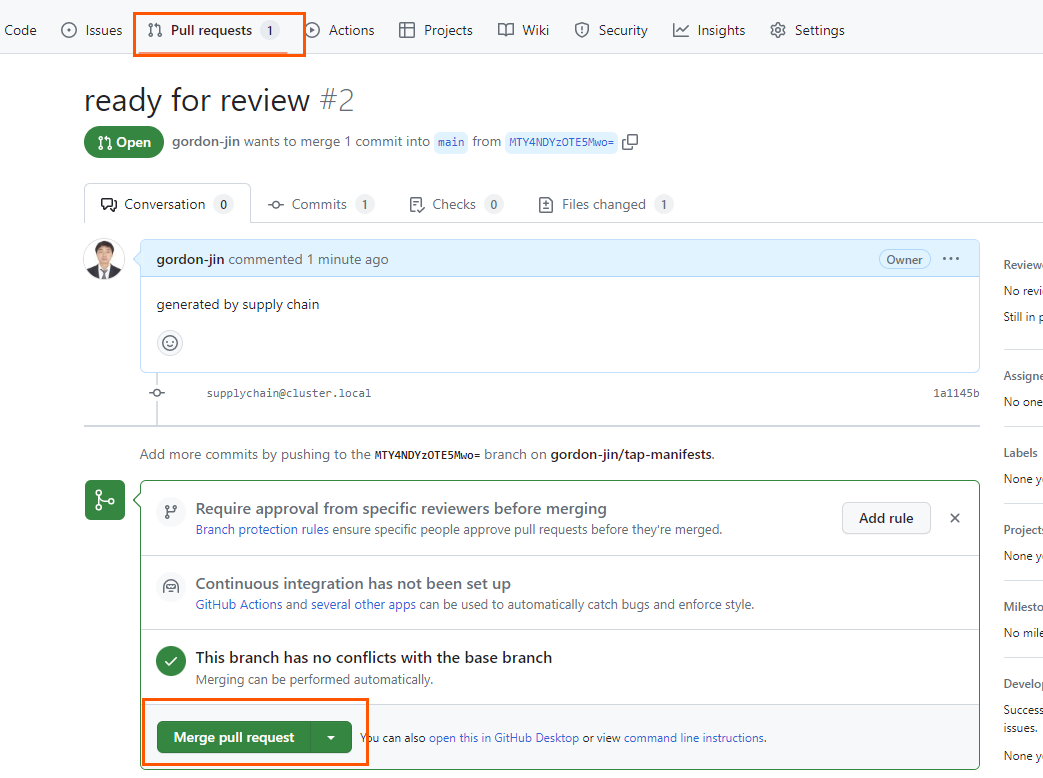 Code Issues Pull requests 1 Actions Projects Wiki Security Insights Settings
ready for review #2
Open gordon-jin wants to merge 1 commit into main from MTY4NDYzOTE5Mwo=
Conversation 0 Commits 1 Checks 0 Files changed 1
gordon-jin commented 1 minute ago Owner
generated by supply chain
supplychain@cluster.local 1a1145b
Add more commits by pushing to the MTY4NDYzOTE5Mwo= branch on gordon-jin/tap-manifests.
Require approval from specific reviewers before merging
Branch protection rules ensure specific people approve pull requests before they're merged.
Add rule
Continuous integration has not been set up
GitHub Actions and several other apps can be used to automatically catch bugs and enforce style.
This branch has no conflicts with the base branch
Merging can be performed automatically.
Merge pull request
You can also open this in GitHub Desktop or view command line instructions.
Reviewe
No revi
Still in p
Assigne
No one
Labels
None y
Projects
None y
Milesto
No mile
Develop
Success
issues.
None y